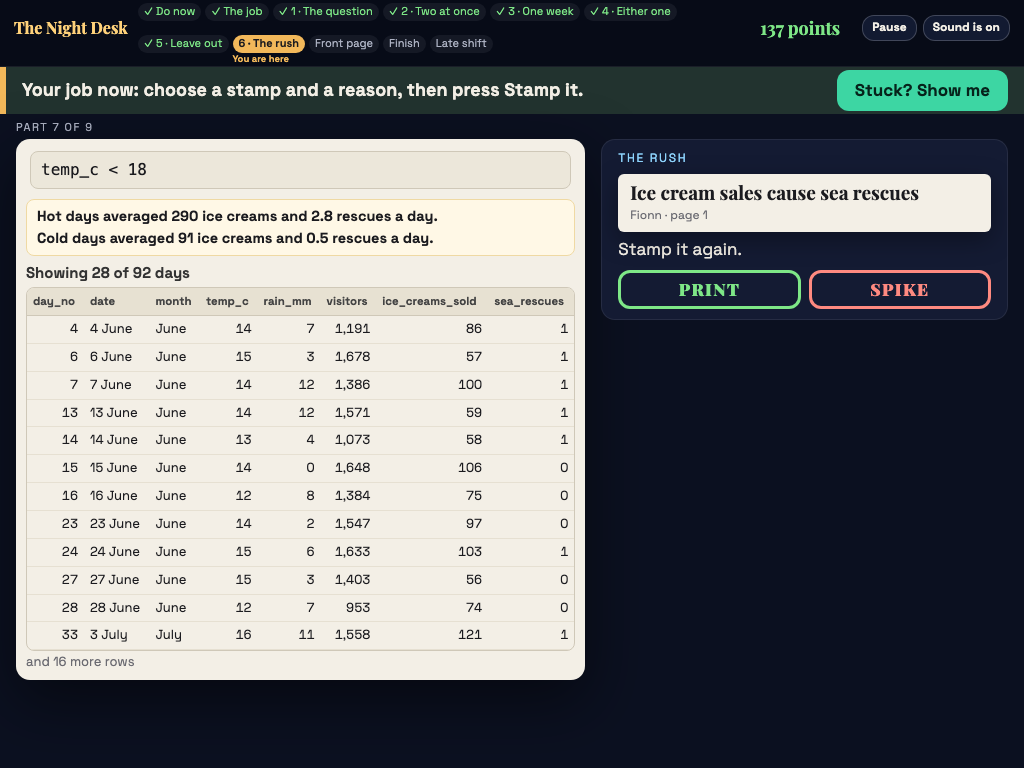 The Night Desk
✓ Do now
✓ The job
✓ 1 · The question
✓ 2 · Two at once
✓ 3 · One week
✓ 4 · Either one
✓ 5 · Leave out
6 · The rush
You are here
Front page
Finish
Late shift
137 points
Pause
Sound is on
Your job now: choose a stamp and a reason, then press Stamp it.
Stuck? Show me
PART 7 OF 9
temp_c < 18
Hot days averaged 290 ice creams and 2.8 rescues a day.
Cold days averaged 91 ice creams and 0.5 rescues a day.
Showing 28 of 92 days
day_no date month temp_c rain_mm visitors ice_creams_sold sea_rescues
4 4 June June 14 7 1,191 86 1
6 6 June June 15 3 1,678 57 1
7 7 June June 14 12 1,386 100 1
13 13 June June 14 12 1,571 59 1
14 14 June June 13 4 1,073 58 1
15 15 June June 14 0 1,648 106 0
16 16 June June 12 8 1,384 75 0
23 23 June June 14 2 1,547 97 0
24 24 June June 15 6 1,633 103 1
27 27 June June 15 3 1,403 56 0
28 28 June June 12 7 953 74 0
33 3 July July 16 11 1,558 121 1
and 16 more rows
THE RUSH
Ice cream sales cause sea rescues
Fionn · page 1
Stamp it again.
PRINT
SPIKE